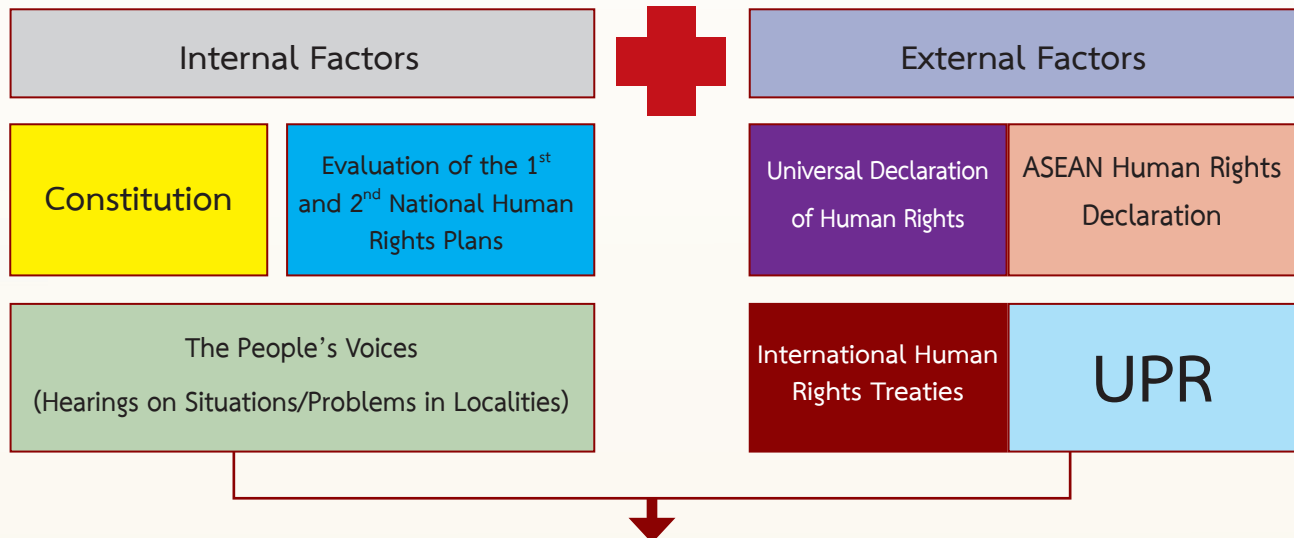 Internal Factors
External Factors
Constitution
Evaluation of the 1st
and 2nd National Human
Rights Plans
The People’s Voices
(Hearings on Situations/Problems in Localities)
Universal Declaration
of Human Rights
ASEAN Human Rights
Declaration
International Human
Rights Treaties
UPR